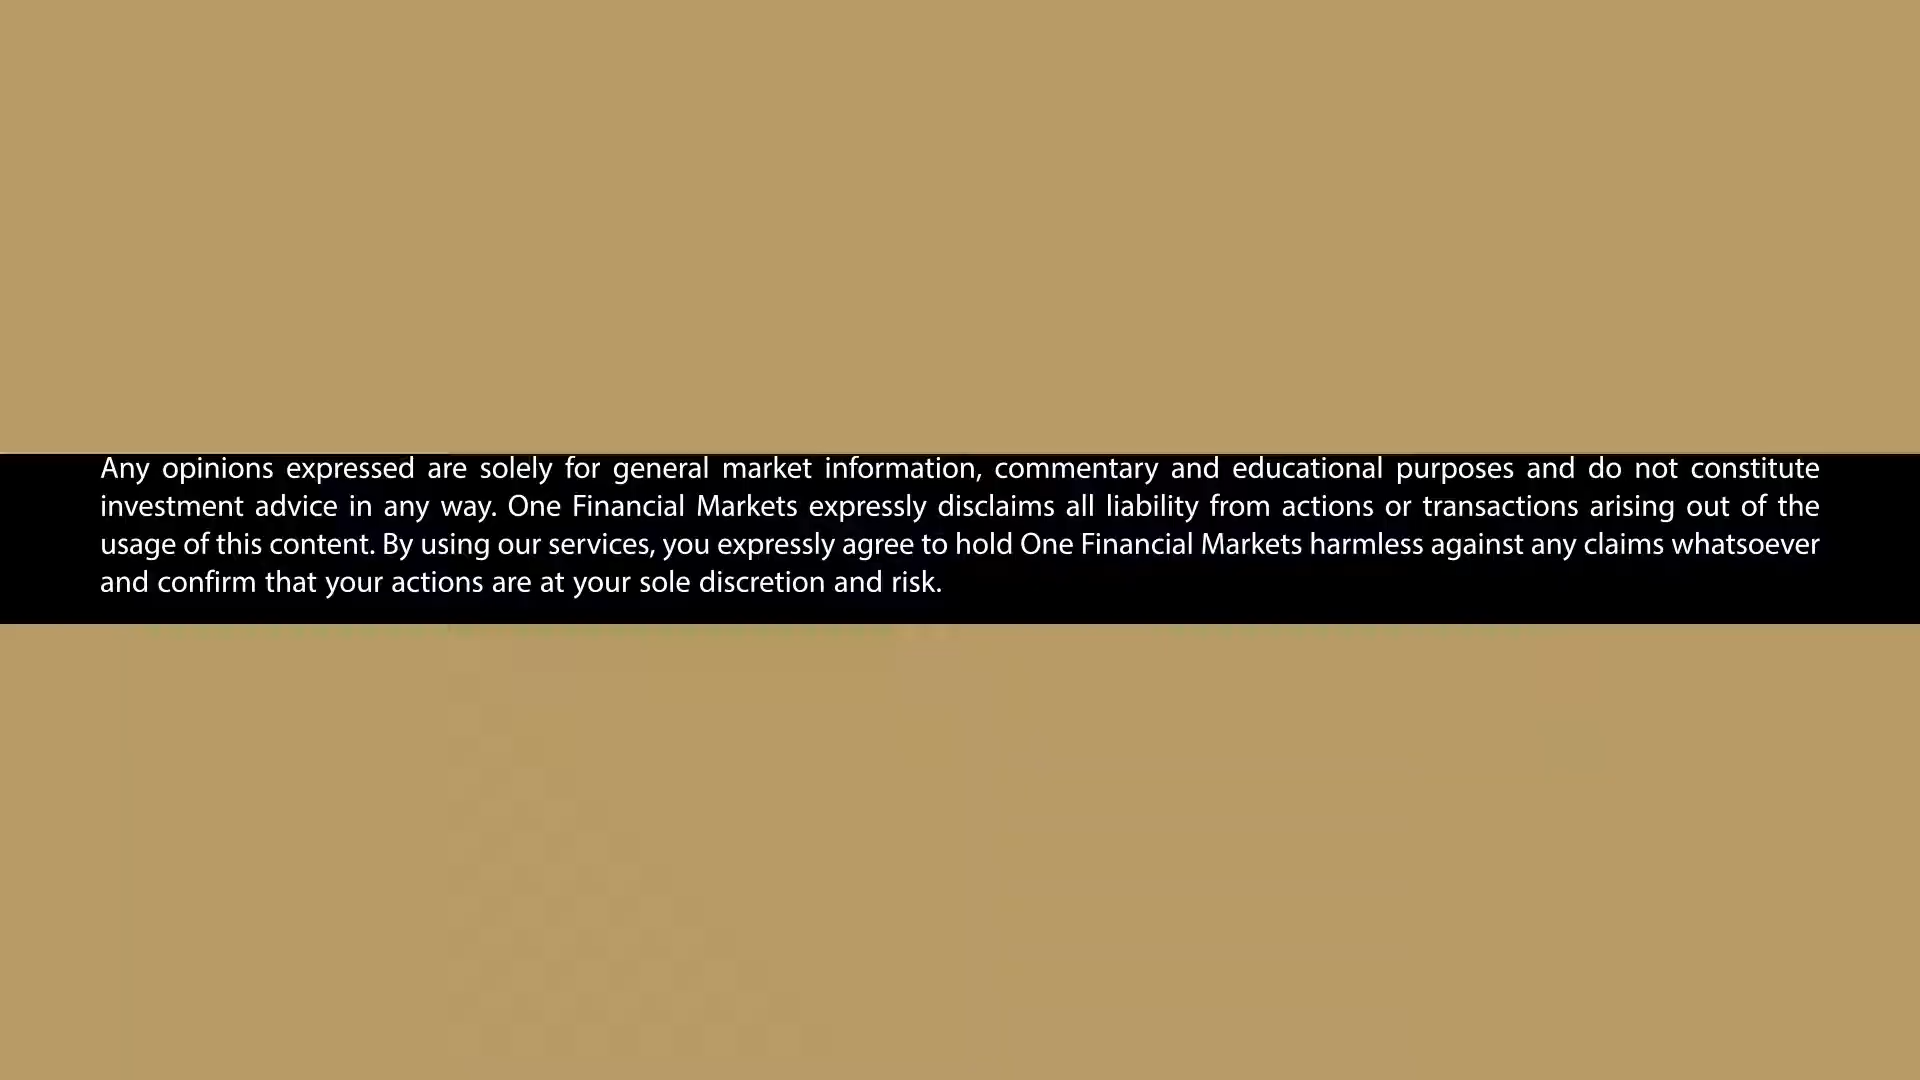 Any opinions expressed are solely for general market information, commentary and educational purposes and do not constitute
investment advice in any way. One Financial Markets expressly disclaims all liability from actions or transactions arising out of the
usage of this content. By using our services, you expressly agree to hold One Financial Markets harmless against any claims whatsoever
and confirm that your actions are at your sole discretion and risk.